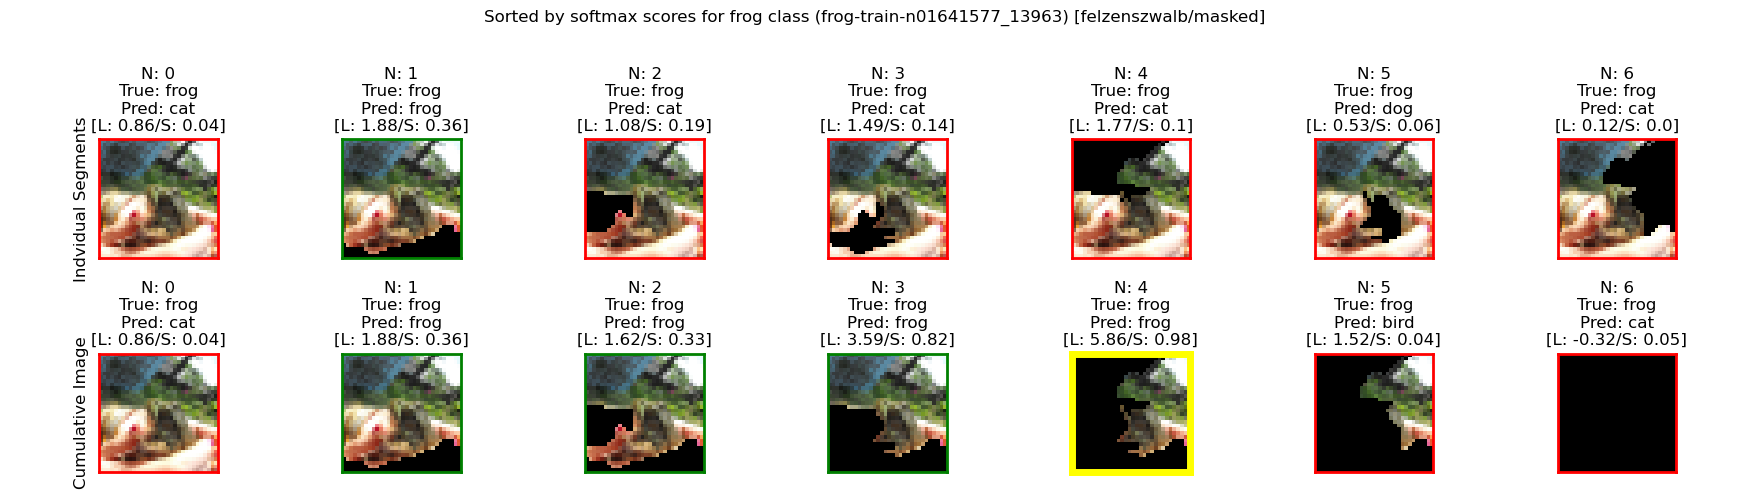 Sorted by softmax scores for frog class (frog-train-n01641577_13963) [felzenszwalb/masked]
Indvidual Segments
N: 0
True: frog
Pred: cat
[L: 0.86/S: 0.04]
N: 1
True: frog
Pred: frog
[L: 1.88/S: 0.36]
N: 2
True: frog
Pred: cat
[L: 1.08/S: 0.19]
N: 3
True: frog
Pred: cat
[L: 1.49/S: 0.14]
N: 4
True: frog
Pred: cat
[L: 1.77/S: 0.1]
N: 5
True: frog
Pred: dog
[L: 0.53/S: 0.06]
N: 6
True: frog
Pred: cat
[L: 0.12/S: 0.0]
Cumulative Image
N: 0
True: frog
Pred: cat
[L: 0.86/S: 0.04]
N: 1
True: frog
Pred: frog
[L: 1.88/S: 0.36]
N: 2
True: frog
Pred: frog
[L: 1.62/S: 0.33]
N: 3
True: frog
Pred: frog
[L: 3.59/S: 0.82]
N: 4
True: frog
Pred: frog
[L: 5.86/S: 0.98]
N: 5
True: frog
Pred: bird
[L: 1.52/S: 0.04]
N: 6
True: frog
Pred: cat
[L: -0.32/S: 0.05]